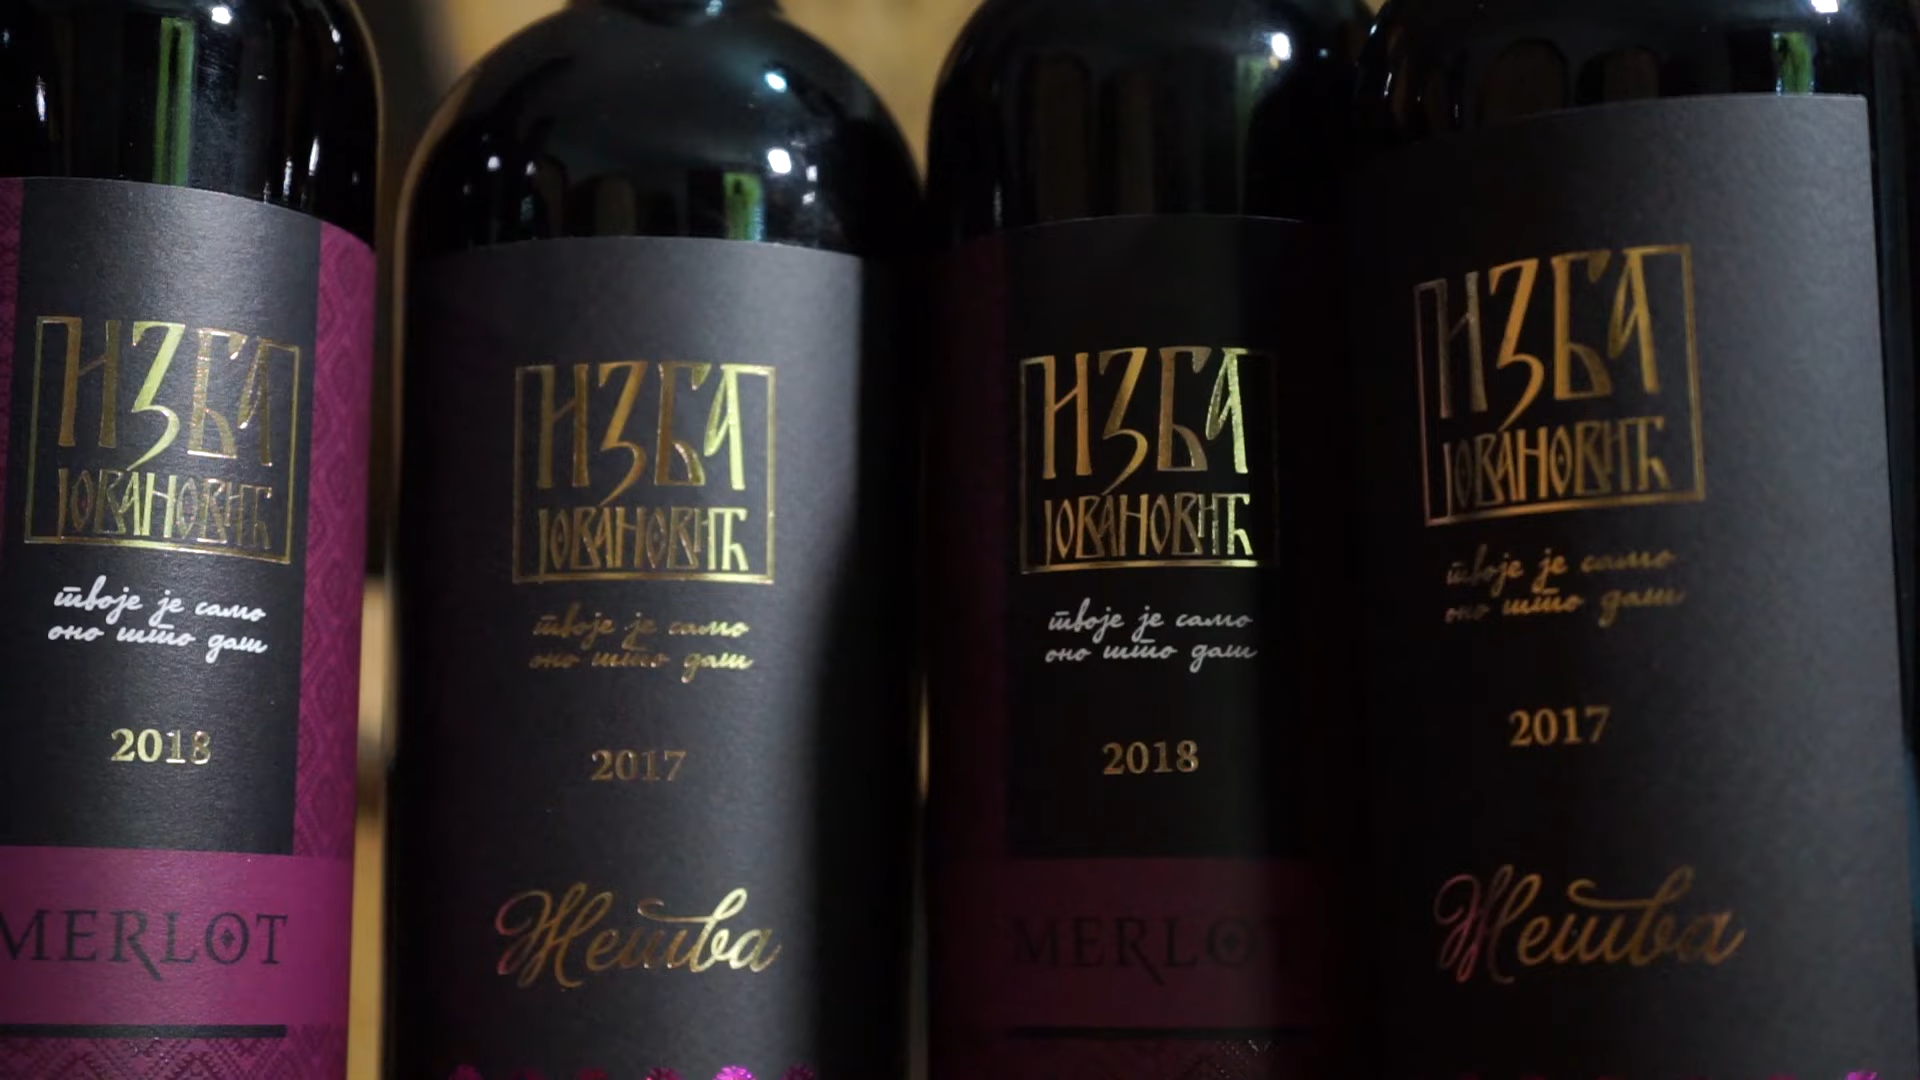 ИЗБА
ЈОВАНОВИЋ
твоје је само
оно што даш
2018
MERLOT
ИЗБА
ЈОВАНОВИЋ
твоје је само
оно што даш
2017
Жетва
ИЗБА
ЈОВАНОВИЋ
твоје је само
оно што даш
2018
MERLOT
ИЗБА
ЈОВАНОВИЋ
твоје је само
оно што даш
2017
Жетва